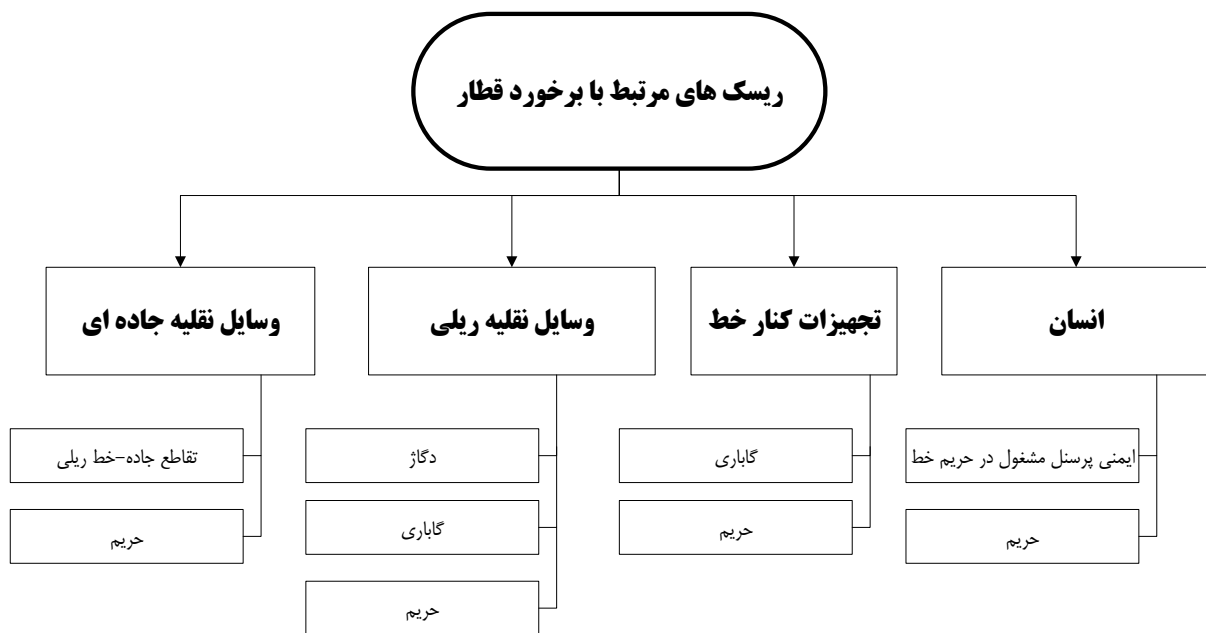 ریسک های مرتبط با برخورد قطار
انسان
تجهیزات کنار خط
وسایل نقلیه ریلی
وسایل نقلیه جاده ای
ایمنی پرسنل مشغول در حریم خط
حریم
گاباری
حریم
دگاژ
گاباری
حریم
تقاطع جاده-خط ریلی
حریم